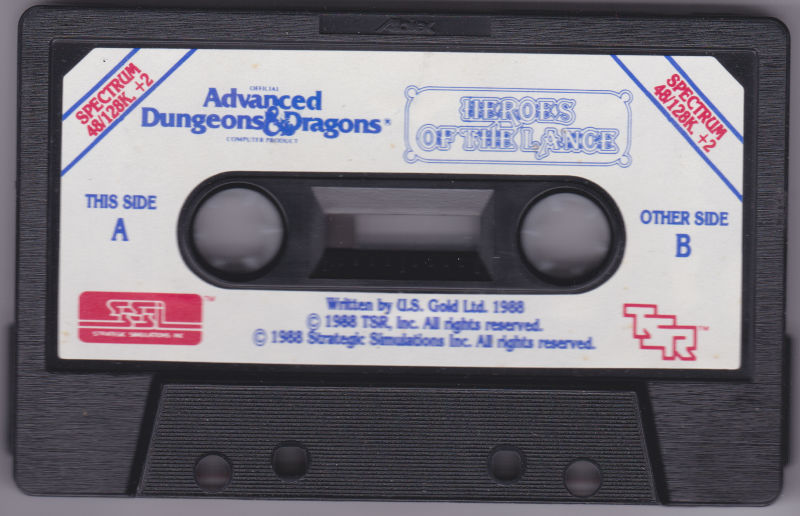 SPECTRUM
48/128K, +2
OFFICIAL
Advanced
Dungeons & Dragons®
COMPUTER PRODUCT
HEROES
OF THE LANCE
SPECTRUM
48/128K, +2
THIS SIDE
A
OTHER SIDE
B
SSI™
STRATEGIC SIMULATIONS, INC.
Written by U.S. Gold Ltd. 1988
© 1988 TSR, Inc. All rights reserved.
© 1988 Strategic Simulations Inc. All rights reserved.
TSR™